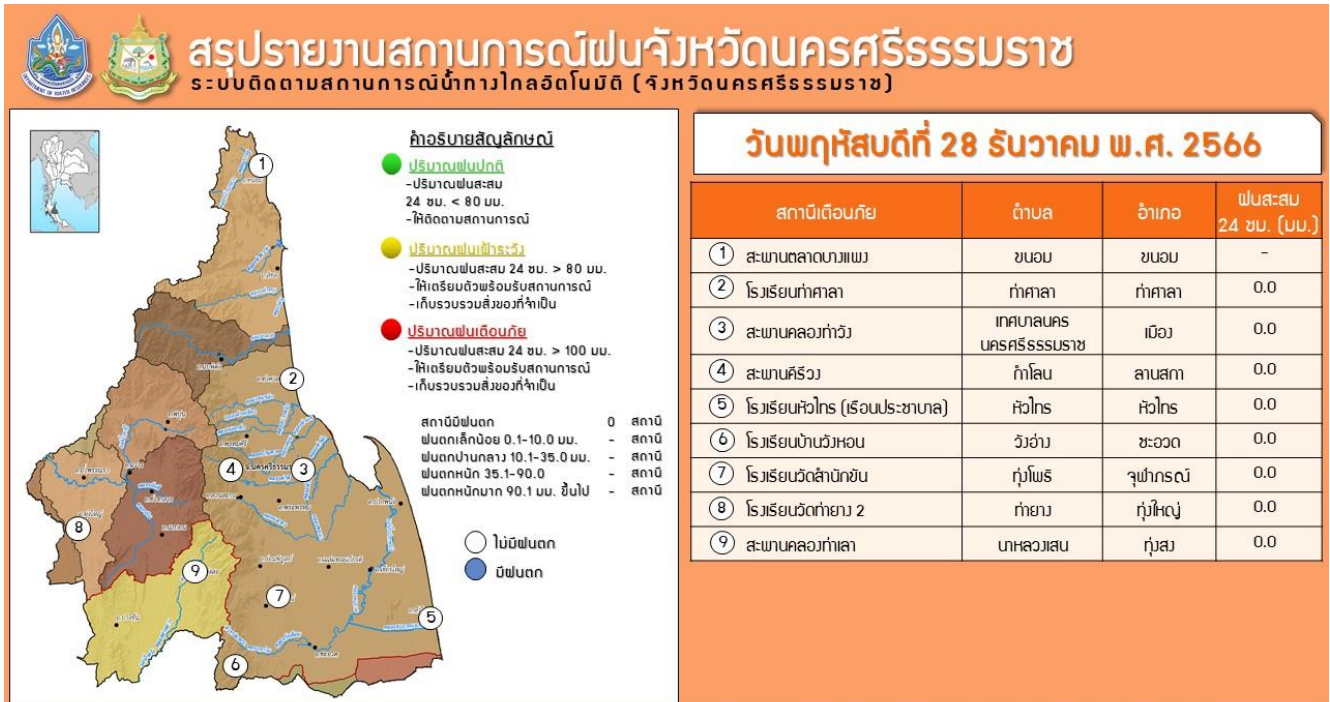 สรุปรายงานสถานการณ์ฝนจังหวัดนครศรีธรรมราช
ระบบติดตามสถานการณ์น้ำทางไกลอัตโนมัติ (จังหวัดนครศรีธรรมราช)
คำอธิบายสัญลักษณ์
ปริมาณฝนปกติ
-ปริมาณฝนสะสม
24 ชม. < 80 มม.
-ให้ติดตามสถานการณ์
ปริมาณฝนเฝ้าระวัง
-ปริมาณฝนสะสม 24 ชม. > 80 มม.
-ให้เตรียมตัวพร้อมรับสถานการณ์
-เก็บรวบรวมสิ่งของที่จำเป็น
ปริมาณฝนเตือนภัย
-ปริมาณฝนสะสม 24 ชม. > 100 มม.
-ให้เตรียมตัวพร้อมรับสถานการณ์
-เก็บรวบรวมสิ่งของที่จำเป็น
สถานีมีฝนตก 0 สถานี
ฝนตกเล็กน้อย 0.1-10.0 มม. - สถานี
ฝนตกปานกลาง 10.1-35.0 มม. - สถานี
ฝนตกหนัก 35.1-90.0 - สถานี
ฝนตกหนักมาก 90.1 มม. ขึ้นไป - สถานี
ไม่มีฝนตก
มีฝนตก
1
2
3
4
5
6
7
8
9
วันพฤหัสบดีที่ 28 ธันวาคม พ.ศ. 2566
สถานีเตือนภัย ตำบล อำเภอ ฝนสะสม
24 ชม. (มม.)
1 สะพานตลาดบางแพง ขนอม ขนอม -
2 โรงเรียนท่าศาลา ท่าศาลา ท่าศาลา 0.0
3 สะพานคลองท่าวัง เทศบาลนคร
นครศรีธรรมราช เมือง 0.0
4 สะพานคีรีวง กำโลน ลานสกา 0.0
5 โรงเรียนหัวไทร (เรือนประชาบาล) หัวไทร หัวไทร 0.0
6 โรงเรียนบ้านวังหอน วังอ่าง ชะอวด 0.0
7 โรงเรียนวัดสำนักขัน ทุ่งโพธิ จุฬาภรณ์ 0.0
8 โรงเรียนวัดท่ายาง 2 ท่ายาง ทุ่งใหญ่ 0.0
9 สะพานคลองท่าเลา นาหลวงเสน ทุ่งสง 0.0